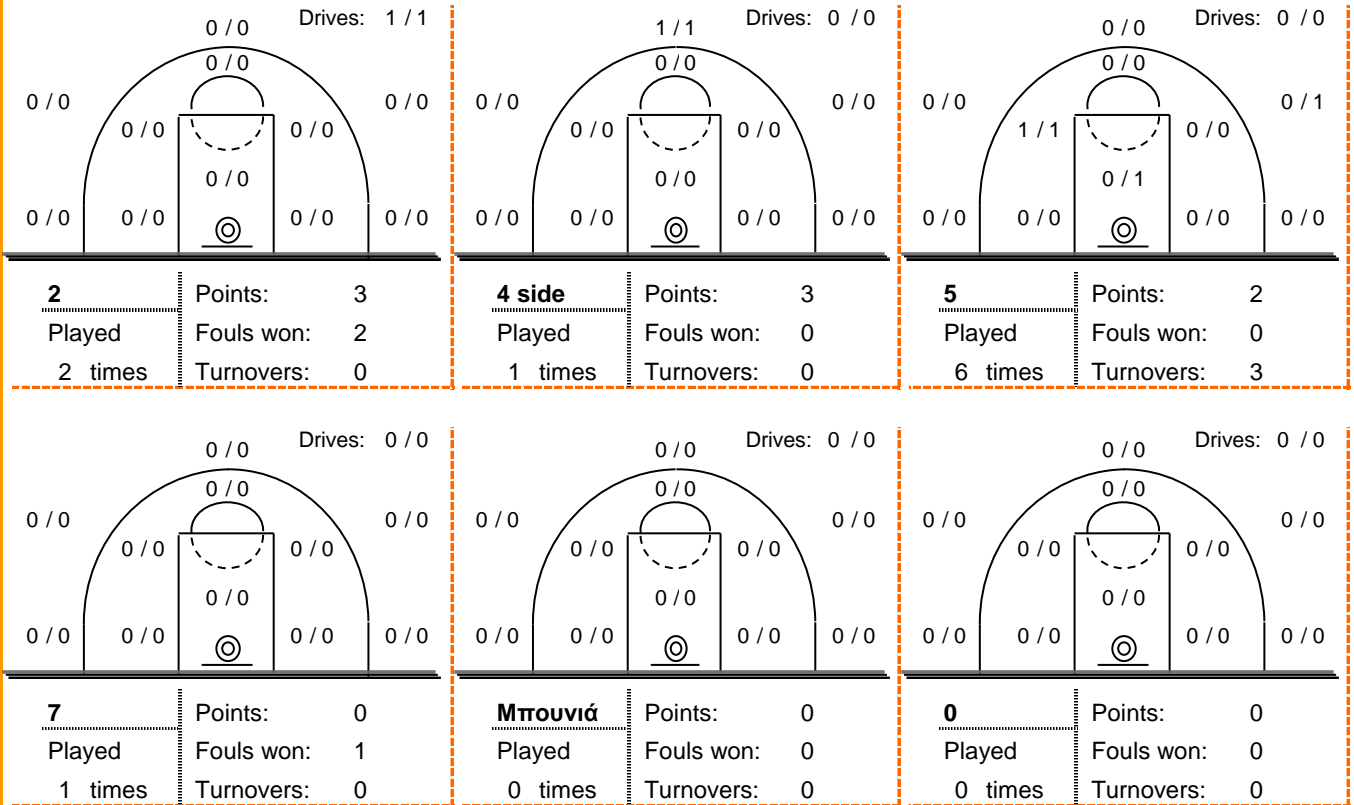 0 / 0 Drives: 1 / 1
0 / 0
0 / 0 0 / 0
0 / 0 0 / 0
0 / 0
0 / 0 0 / 0 0 / 0 0 / 0
2 Points: 3
Played Fouls won: 2
2 times Turnovers: 0
1 / 1 Drives: 0 / 0
0 / 0
0 / 0 0 / 0
0 / 0 0 / 0
0 / 0
0 / 0 0 / 0 0 / 0 0 / 0
4 side Points: 3
Played Fouls won: 0
1 times Turnovers: 0
0 / 0 Drives: 0 / 0
0 / 0
0 / 0 0 / 1
1 / 1 0 / 0
0 / 1
0 / 0 0 / 0 0 / 0 0 / 0
5 Points: 2
Played Fouls won: 0
6 times Turnovers: 3
0 / 0 Drives: 0 / 0
0 / 0
0 / 0 0 / 0
0 / 0 0 / 0
0 / 0
0 / 0 0 / 0 0 / 0 0 / 0
7 Points: 0
Played Fouls won: 1
1 times Turnovers: 0
0 / 0 Drives: 0 / 0
0 / 0
0 / 0 0 / 0
0 / 0 0 / 0
0 / 0
0 / 0 0 / 0 0 / 0 0 / 0
Μπουνιά Points: 0
Played Fouls won: 0
0 times Turnovers: 0
0 / 0 Drives: 0 / 0
0 / 0
0 / 0 0 / 0
0 / 0 0 / 0
0 / 0
0 / 0 0 / 0 0 / 0 0 / 0
0 Points: 0
Played Fouls won: 0
0 times Turnovers: 0